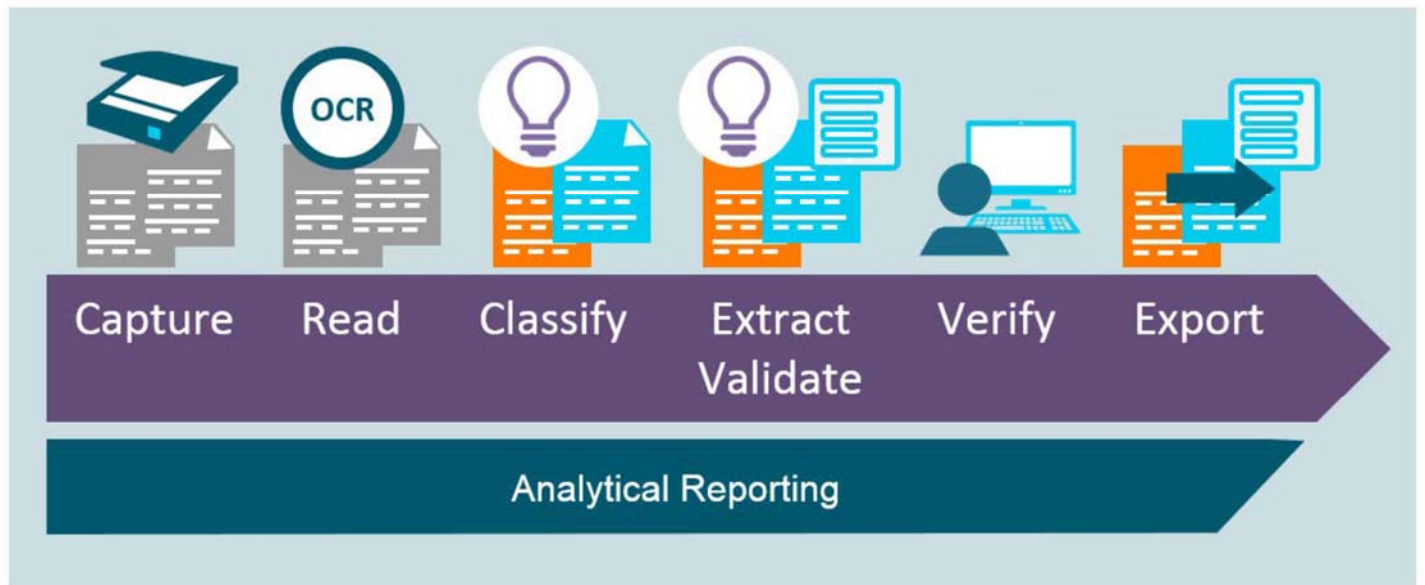 OCR
Capture
Read
Classify
Extract
Validate
Verify
Export
Analytical Reporting